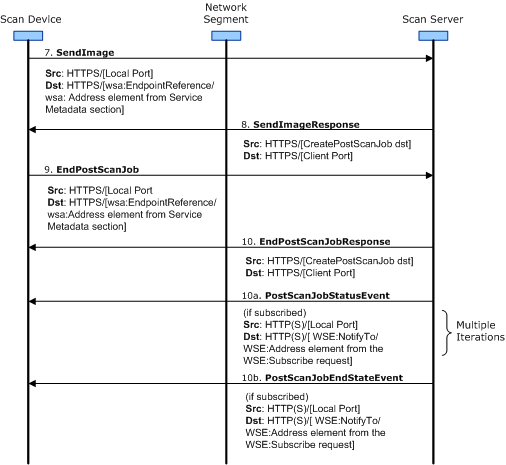 Scan Device
Network
Segment
Scan Server
7. SendImage
Src: HTTPS/[Local Port]
Dst: HTTPS/[wsa:EndpointReference/
wsa: Address element from Service
Metadata section]
8. SendImageResponse
Src: HTTPS/[CreatePostScanJob dst]
Dst: HTTPS/[Client Port]
9. EndPostScanJob
Src: HTTPS/[Local Port
Dst: HTTPS/[wsa:EndpointReference/
wsa:Address element from Service
Metadata section]
10. EndPostScanJobResponse
Src: HTTPS/[CreatePostScanJob dst]
Dst: HTTPS/[Client Port]
10a. PostScanJobStatusEvent
(if subscribed)
Src: HTTP(S)/[Local Port]
Dst: HTTP(S)/[ WSE:NotifyTo/
WSE:Address element from the
WSE:Subscribe request]
Multiple
Iterations
10b. PostScanJobEndStateEvent
(if subscribed)
Src: HTTP(S)/[Local Port]
Dst: HTTP(S)/[ WSE:NotifyTo/
WSE:Address element from the
WSE:Subscribe request]